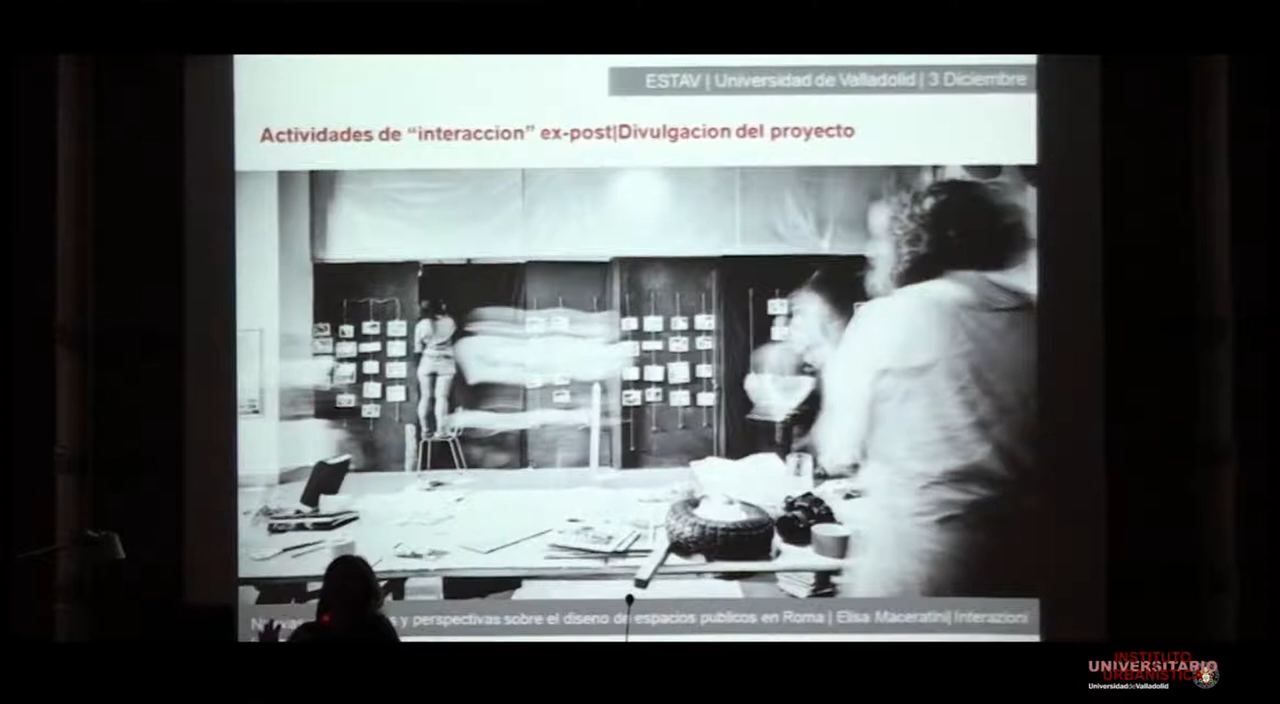 ESTAV | Universidad de Valladolid | 3 Diciembre
Actividades de “interaccion” ex-post|Divulgacion del proyecto
y perspectivas sobre el diseno de espacios publicos en Roma | Elisa Maceratini| Interazioni
INSTITUTO
UNIVERSITARIO
URBANÍSTICA
Universidad de Valladolid